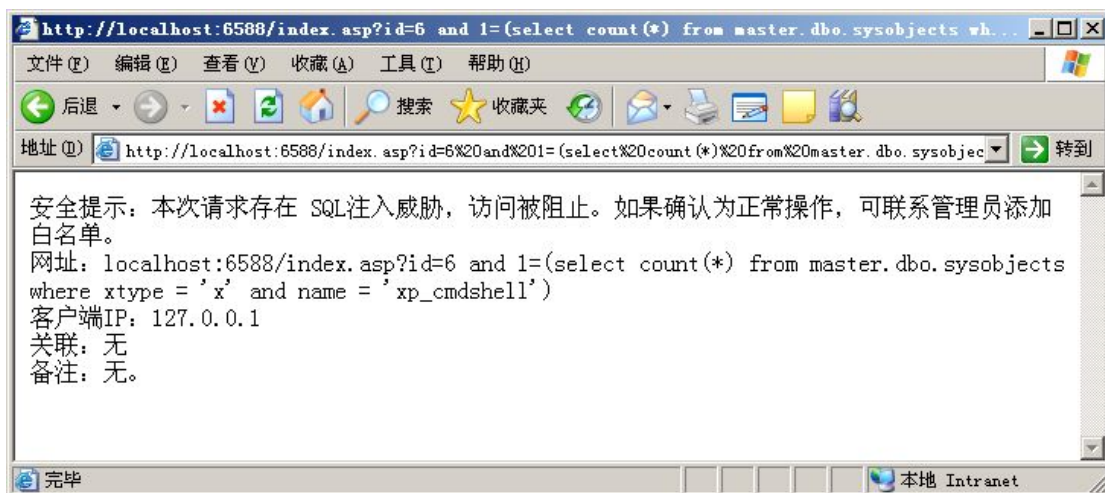 http://localhost:6588/index.asp?id=6 and 1=(select count(*) from master.dbo.sysobjects wh...
文件(F) 编辑(E) 查看(V) 收藏(A) 工具(T) 帮助(H)
后退 搜索 收藏夹
地址(D) http://localhost:6588/index.asp?id=6%20and%201=(select%20count(*)%20from%20master.dbo.sysobjec 转到
安全提示：本次请求存在 SQL注入威胁，访问被阻止。如果确认为正常操作，可联系管理员添加
白名单。
网址：localhost:6588/index.asp?id=6 and 1=(select count(*) from master.dbo.sysobjects
where xtype = 'x' and name = 'xp_cmdshell')
客户端IP：127.0.0.1
关联：无
备注：无。
完毕 本地 Intranet